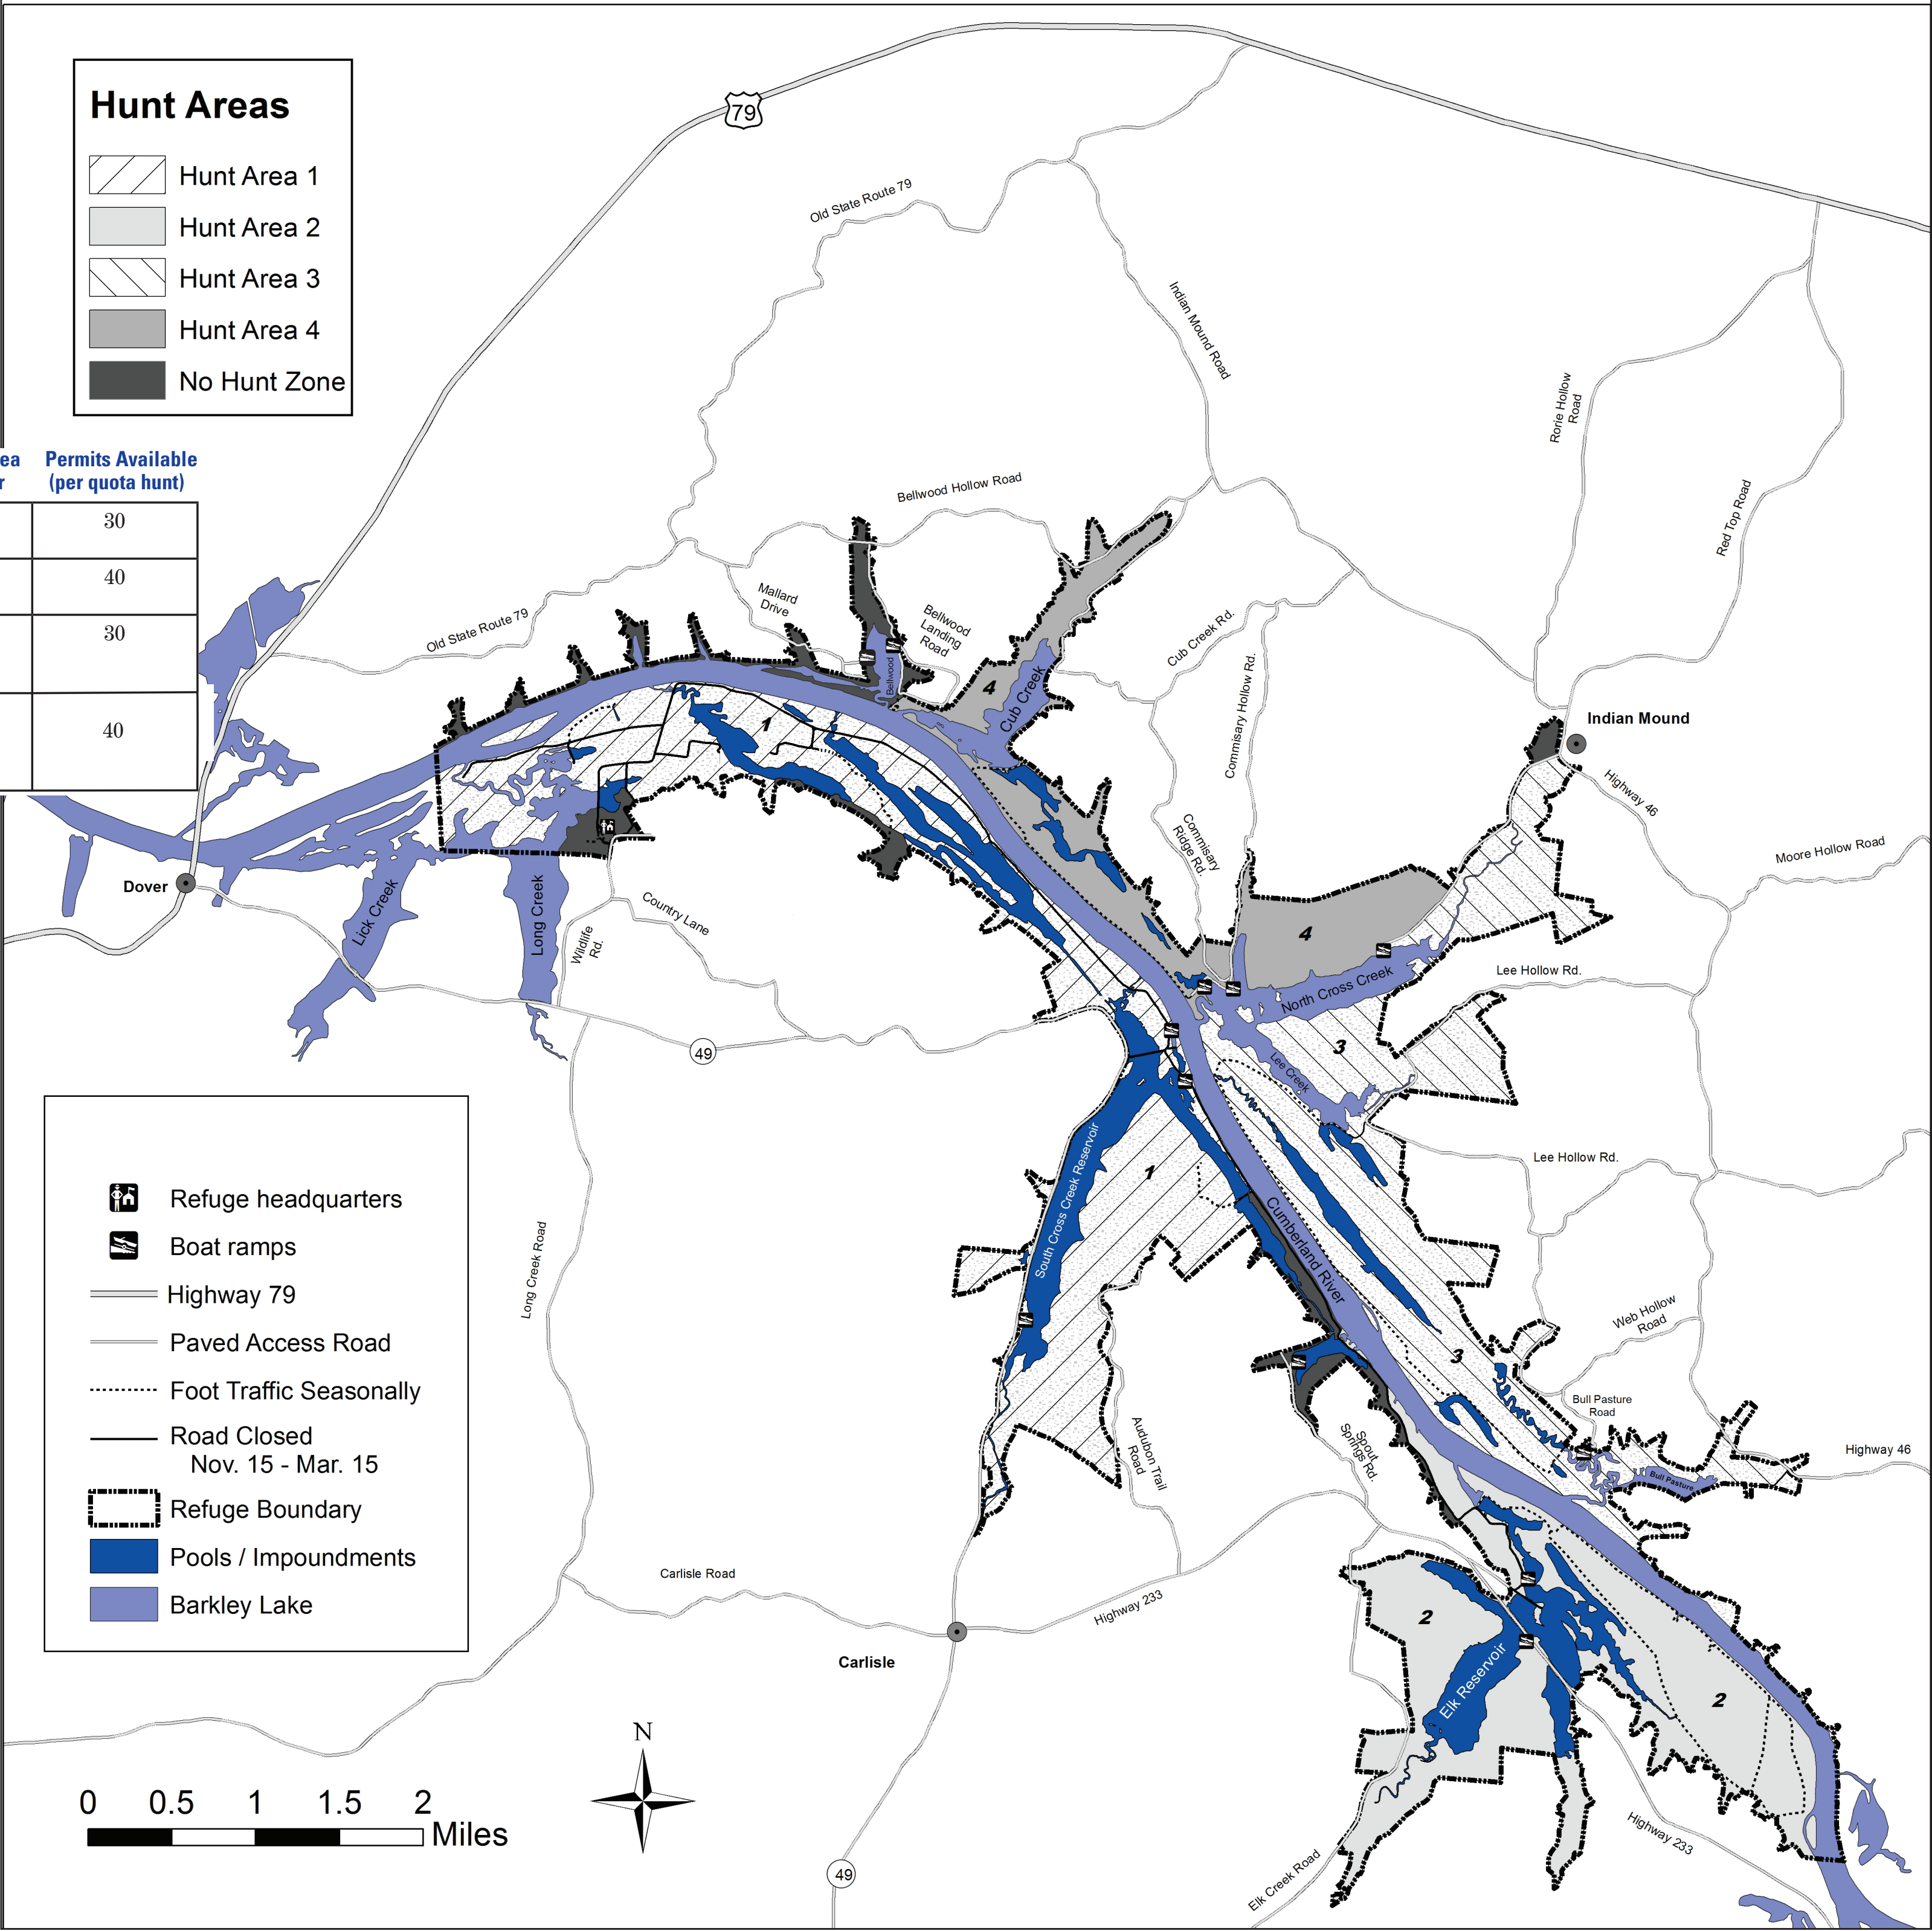 Hunt Areas
Hunt Area 1
Hunt Area 2
Hunt Area 3
Hunt Area 4
No Hunt Zone
ea
r
Permits Available
(per quota hunt)
30
40
30
40
79
Old State Route 79
Indian Mound Road
Rorie Hollow
Road
Red Top Road
Bellwood Hollow Road
Mallard
Drive
Bellwood
Landing
Road
Bellwood
Old State Route 79
Cub Creek Rd.
Commisary Hollow Rd.
4
Cub Creek
1
Indian Mound
Highway 46
Moore Hollow Road
Commisary
Ridge Rd.
Dover
Lick Creek
Long Creek
Wildlife
Rd.
Country Lane
4
North Cross Creek
Lee Hollow Rd.
49
3
Lee Creek
Lee Hollow Rd.
1
South Cross Creek Reservoir
Cumberland River
Long Creek Road
Web Hollow
Road
3
Bull Pasture
Road
Highway 46
Bull Pasture
Audubon Trail
Road
Spout
Springs Rd.
Refuge headquarters
Boat ramps
Highway 79
Paved Access Road
Foot Traffic Seasonally
Road Closed
Nov. 15 - Mar. 15
Refuge Boundary
Pools / Impoundments
Barkley Lake
Carlisle Road
Highway 233
Carlisle
2
Elk Reservoir
2
N
0 0.5 1 1.5 2
Miles
49
Elk Creek Road
Highway 233